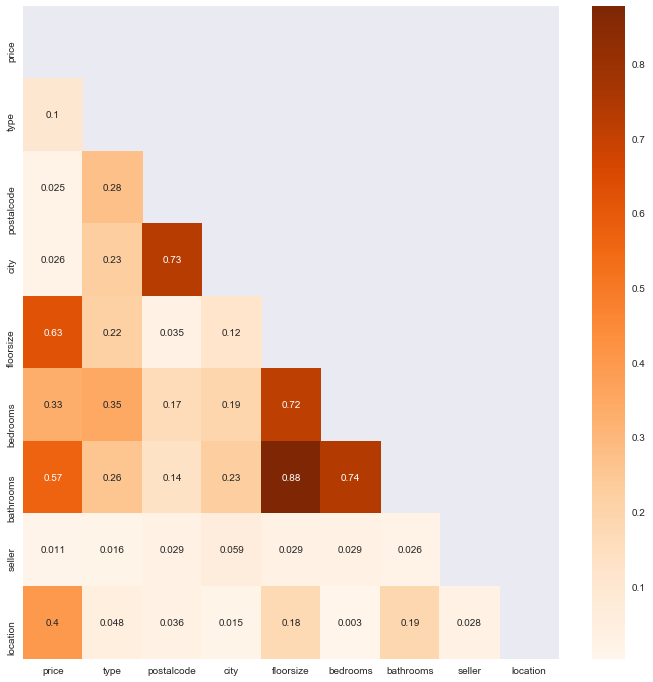 price
type 0.1
postalcode 0.025 0.28
city 0.026 0.23 0.73
floorsize 0.63 0.22 0.035 0.12
bedrooms 0.33 0.35 0.17 0.19 0.72
bathrooms 0.57 0.26 0.14 0.23 0.88 0.74
seller 0.011 0.016 0.029 0.059 0.029 0.029 0.026
location 0.4 0.048 0.036 0.015 0.18 0.003 0.19 0.028
price type postalcode city floorsize bedrooms bathrooms seller location
0.8
0.7
0.6
0.5
0.4
0.3
0.2
0.1